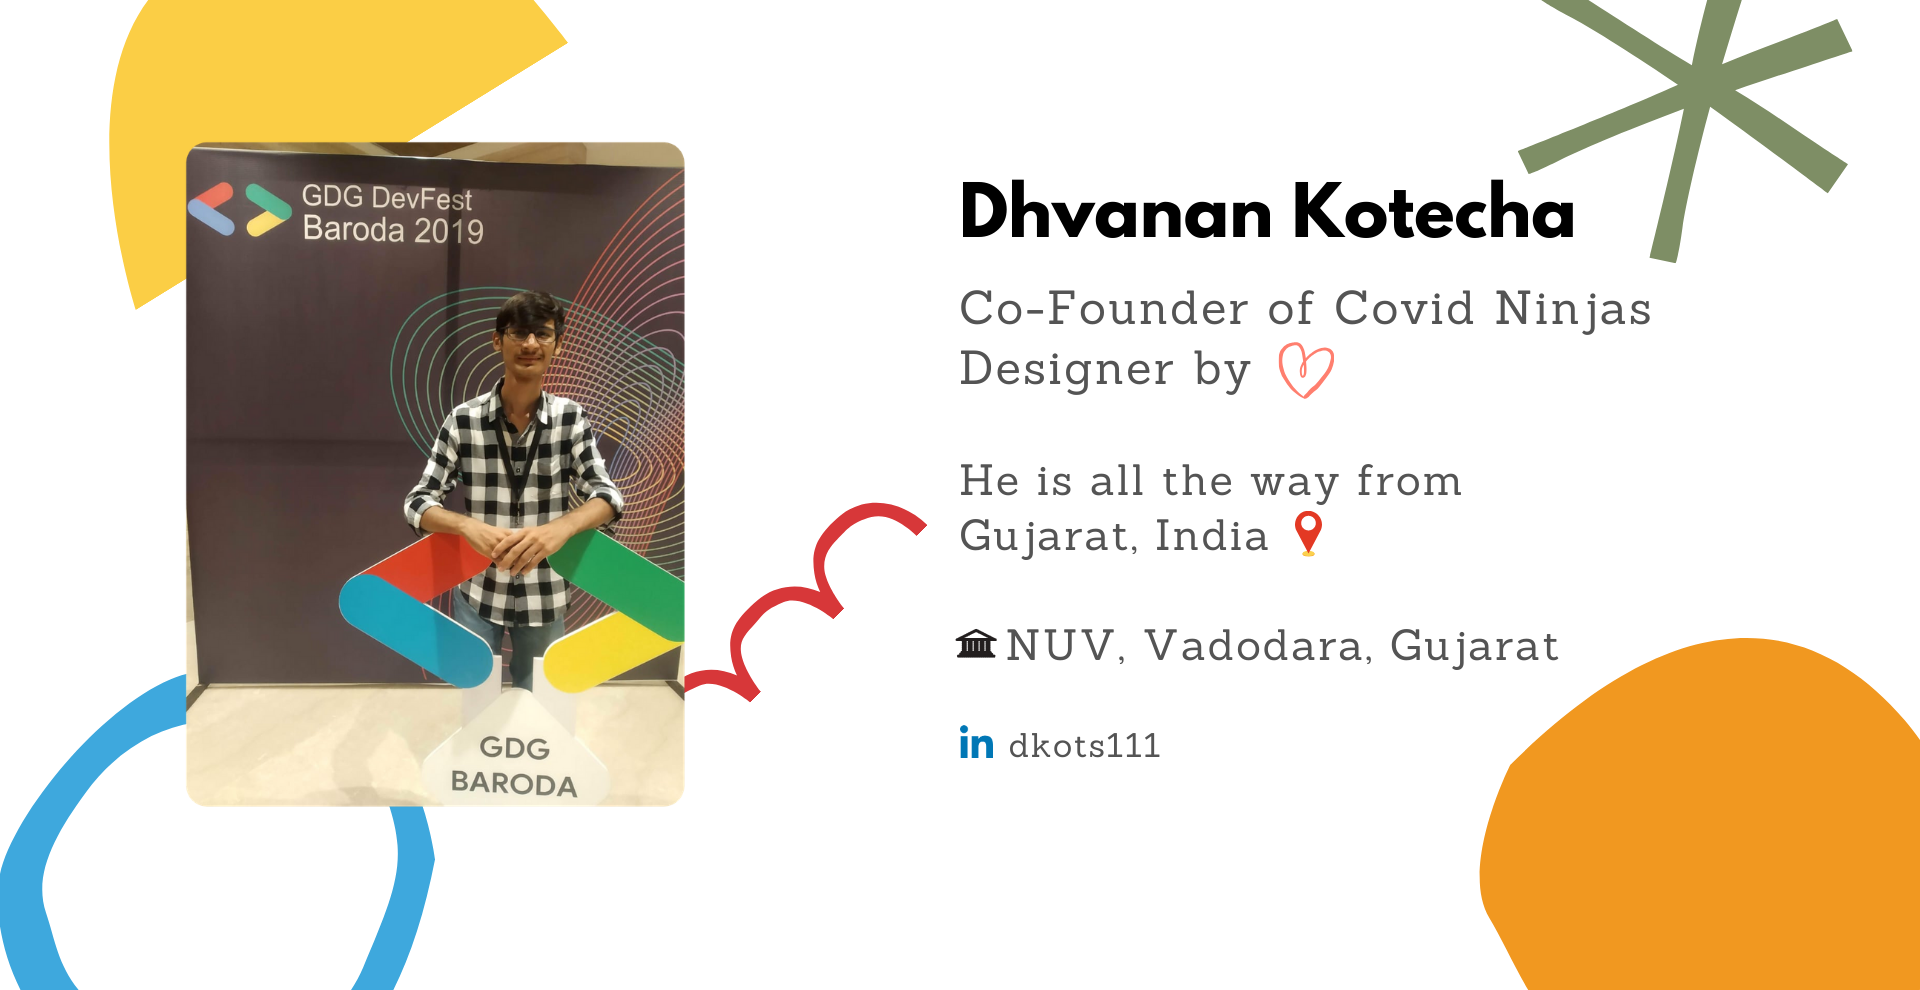 GDG DevFest
Baroda 2019
GDG
BARODA
Dhvanan Kotecha
Co-Founder of Covid Ninjas
Designer by
He is all the way from
Gujarat, India
NUV, Vadodara, Gujarat
in dkots111